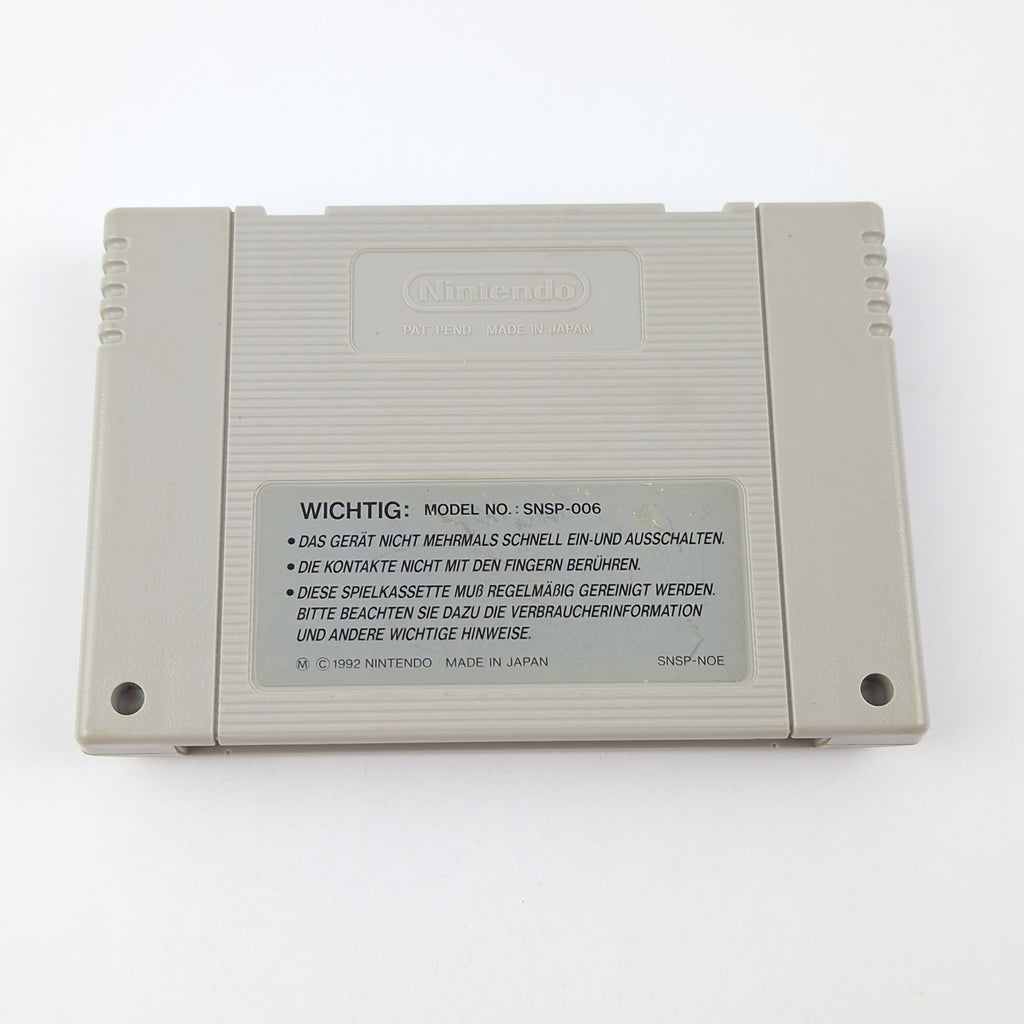 Nintendo®
PAT. PEND. MADE IN JAPAN
WICHTIG: MODEL NO.: SNSP-006
• DAS GERÄT NICHT MEHRMALS SCHNELL EIN-UND AUSSCHALTEN.
• DIE KONTAKTE NICHT MIT DEN FINGERN BERÜHREN.
• DIESE SPIELKASSETTE MUß REGELMÄßIG GEREINIGT WERDEN.
BITTE BEACHTEN SIE DAZU DIE VERBRAUCHERINFORMATION
UND ANDERE WICHTIGE HINWEISE.
Ⓜ © 1992 NINTENDO MADE IN JAPAN SNSP-NOE